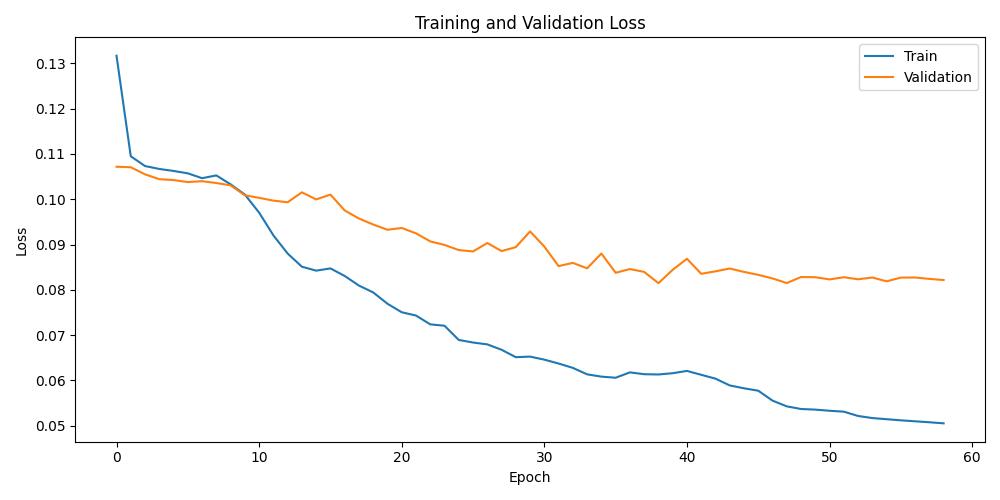 Training and Validation Loss
Train
Validation
0.13
0.12
0.11
0.10
0.09
0.08
0.07
0.06
0.05
Loss
0 10 20 30 40 50 60
Epoch